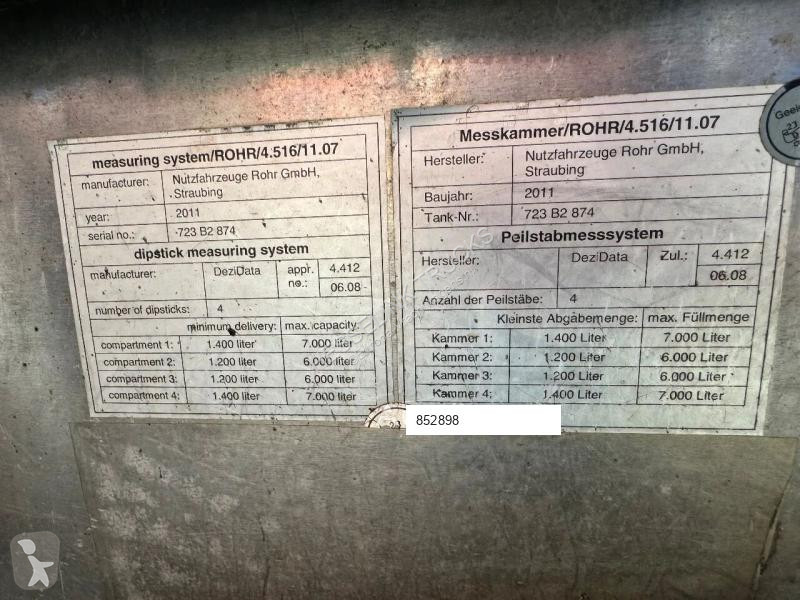 measuring system/ROHR/4.516/11.07
manufacturer: Nutzfahrzeuge Rohr GmbH,
Straubing
year: 2011
serial no.: 723 B2 874
dipstick measuring system
manufacturer: DeziData appr. no.: 4.412
06.08
number of dipsticks: 4
minimum delivery: max. capacity:
compartment 1: 1.400 liter 7.000 liter
compartment 2: 1.200 liter 6.000 liter
compartment 3: 1.200 liter 6.000 liter
compartment 4: 1.400 liter 7.000 liter
Messkammer/ROHR/4.516/11.07
Hersteller: Nutzfahrzeuge Rohr GmbH,
Straubing
Baujahr: 2011
Tank-Nr.: 723 B2 874
Peilstabmesssystem
Hersteller: DeziData Zul.: 4.412
06.08
Anzahl der Peilstäbe: 4
Kleinste Abgabemenge: max. Füllmenge
Kammer 1: 1.400 Liter 7.000 Liter
Kammer 2: 1.200 Liter 6.000 Liter
Kammer 3: 1.200 Liter 6.000 Liter
Kammer 4: 1.400 Liter 7.000 Liter
23
852898